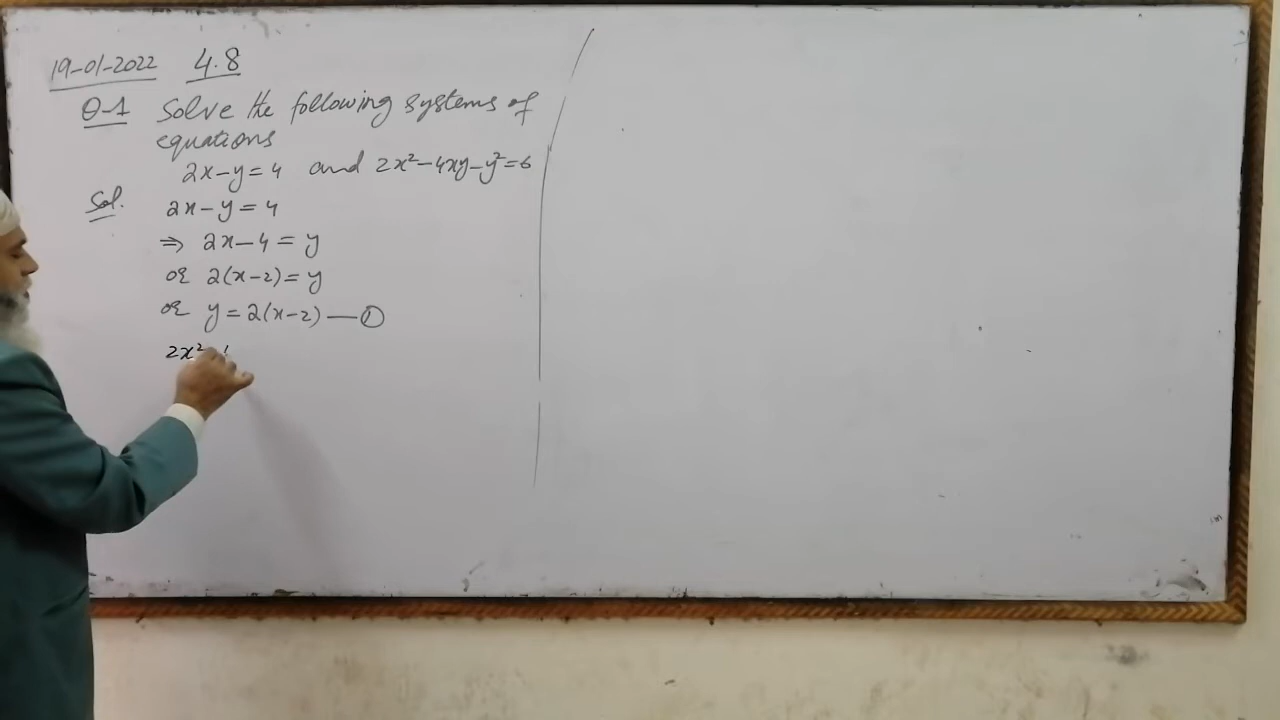 19-01-2022 4.8
Q-1 Solve the following systems of
equations
2x-y=4 and 2x²-4xy-y²=6
Sol. 2x-y=4
⇒ 2x-4=y
or 2(x-2)=y
or y=2(x-2) — ①
2x²